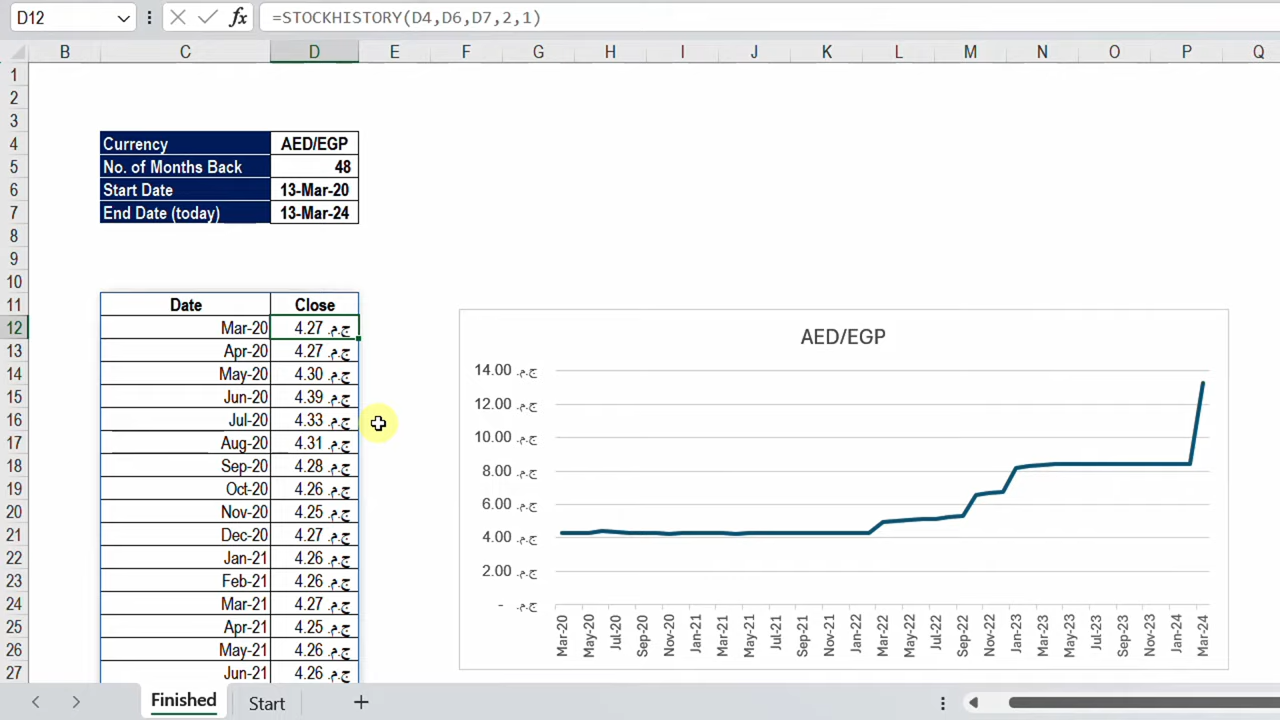 D12
fx =STOCKHISTORY(D4,D6,D7,2,1)
B C D E F G H I J K L M N O P Q
1
2
3
4 Currency AED/EGP
5 No. of Months Back 48
6 Start Date 13-Mar-20
7 End Date (today) 13-Mar-24
8
9
10
11 Date Close
12 Mar-20 4.27 ج.م.
13 Apr-20 4.27 ج.م.
14 May-20 4.30 ج.م.
15 Jun-20 4.39 ج.م.
16 Jul-20 4.33 ج.م.
17 Aug-20 4.31 ج.م.
18 Sep-20 4.28 ج.م.
19 Oct-20 4.26 ج.م.
20 Nov-20 4.25 ج.م.
21 Dec-20 4.27 ج.م.
22 Jan-21 4.26 ج.م.
23 Feb-21 4.26 ج.م.
24 Mar-21 4.27 ج.م.
25 Apr-21 4.25 ج.م.
26 May-21 4.26 ج.م.
27 Jun-21 4.26 ج.م.
AED/EGP
14.00 ج.م.
12.00 ج.م.
10.00 ج.م.
8.00 ج.م.
6.00 ج.م.
4.00 ج.م.
2.00 ج.م.
- ج.م.
Mar-20 May-20 Jul-20 Sep-20 Nov-20 Jan-21 Mar-21 May-21 Jul-21 Sep-21 Nov-21 Jan-22 Mar-22 May-22 Jul-22 Sep-22 Nov-22 Jan-23 Mar-23 May-23 Jul-23 Sep-23 Nov-23 Jan-24 Mar-24
Finished Start